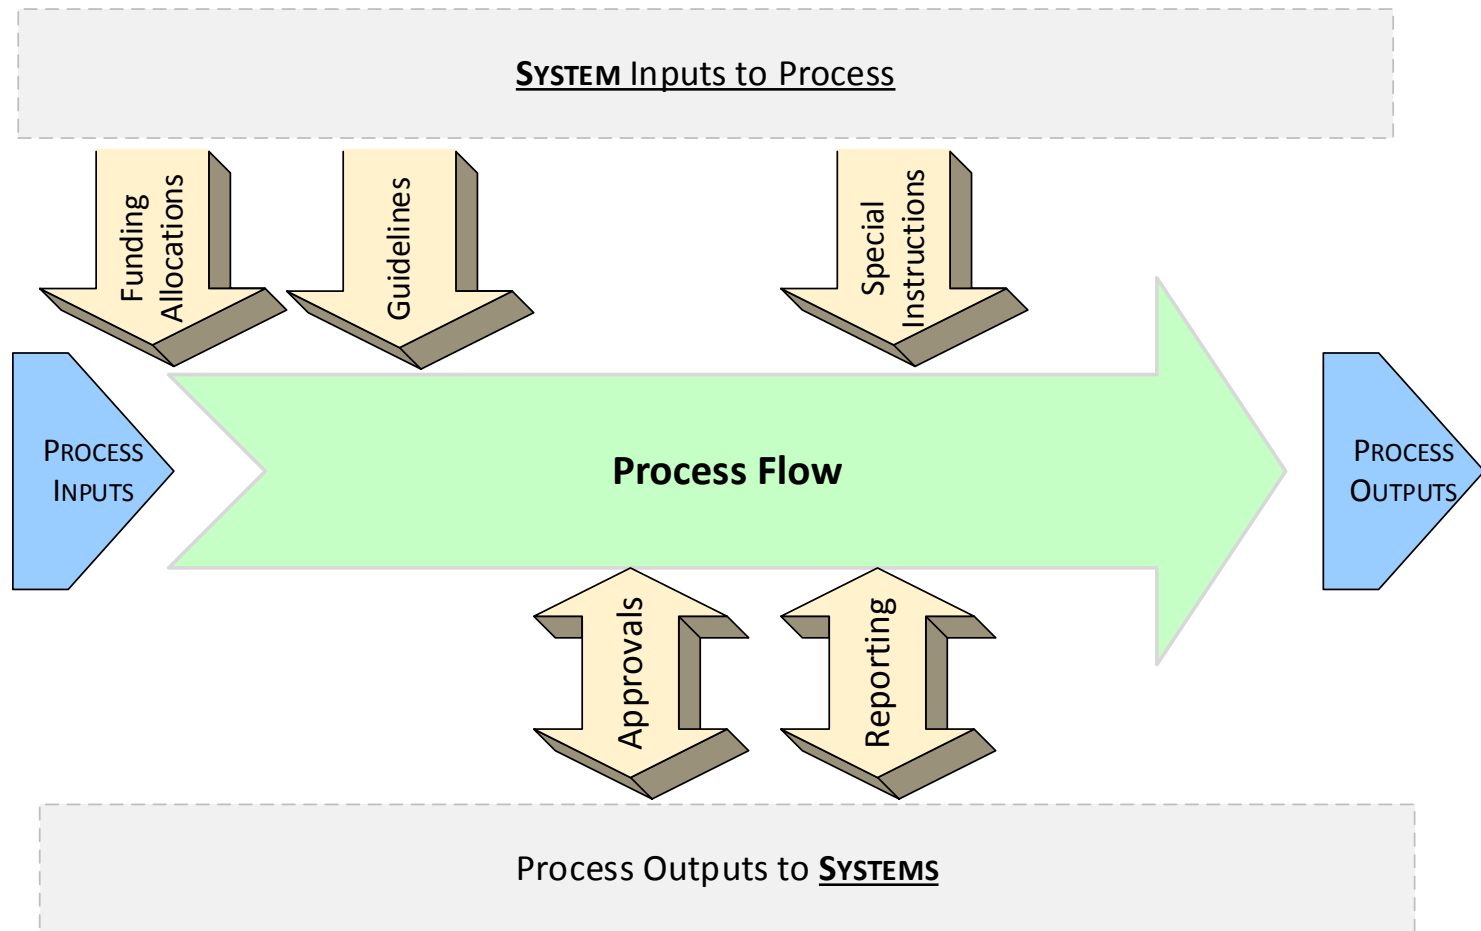 SYSTEM Inputs to Process
Funding
Allocations
Guidelines
Special
Instructions
PROCESS
INPUTS
Process Flow
PROCESS
OUTPUTS
Approvals
Reporting
Process Outputs to SYSTEMS